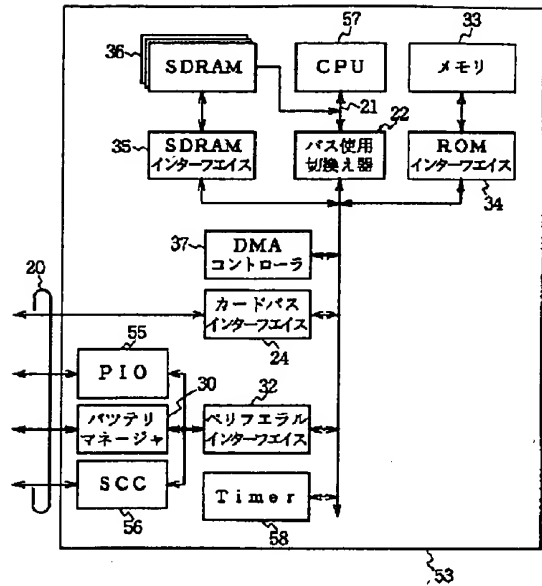 36
57
33
SDRAM
CPU
メモリ
21
22
35
SDRAM
インターフエイス
バス使用
切換え器
ROM
インターフエイス
34
37
DMA
コントローラ
20
カードバス
インターフエイス
24
55
PIO
30
32
バツテリ
マネージャ
ペリフエラル
インターフエイス
SCC
56
Timer
58
53